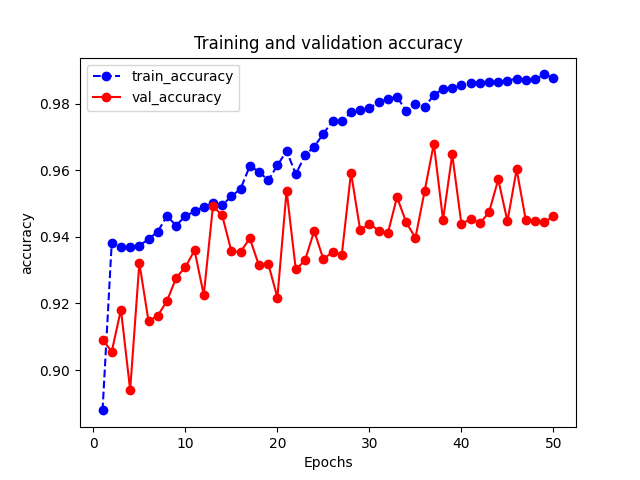 Training and validation accuracy
train_accuracy
val_accuracy
accuracy
0.98
0.96
0.94
0.92
0.90
0 10 20 30 40 50
Epochs